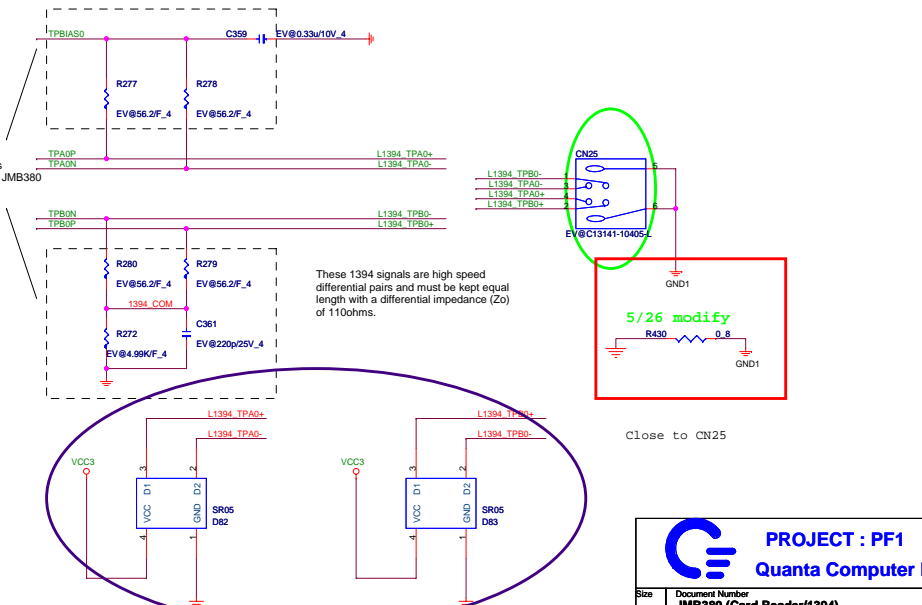 TPBIAS0
C359
EV@0.33u/10V_4
R277
EV@56.2/F_4
R278
EV@56.2/F_4
TPA0P
L1394_TPA0+
TPA0N
L1394_TPA0-
JMB380
TPB0N
L1394_TPB0-
TPB0P
L1394_TPB0+
CN25
L1394_TPB0- 1
L1394_TPA0- 3
L1394_TPA0+ 4
L1394_TPB0+ 2
5
6
EV@C13141-10405-L
GND1
R280
EV@56.2/F_4
R279
EV@56.2/F_4
1394_COM
R272
EV@4.99K/F_4
C361
EV@220p/25V_4
These 1394 signals are high speed
differential pairs and must be kept equal
length with a differential impedance (Zo)
of 110ohms.
5/26 modify
R430
0_8
GND1
Close to CN25
L1394_TPA0+
L1394_TPA0-
VCC3
3
2
D1
D2
VCC
GND
4
1
SR05
D82
L1394_TPB0+
L1394_TPB0-
VCC3
3
2
D1
D2
VCC
GND
4
1
SR05
D83
PROJECT : PF1
Quanta Computer
Size
Document Number
JMB380 (Card Reader/1394)